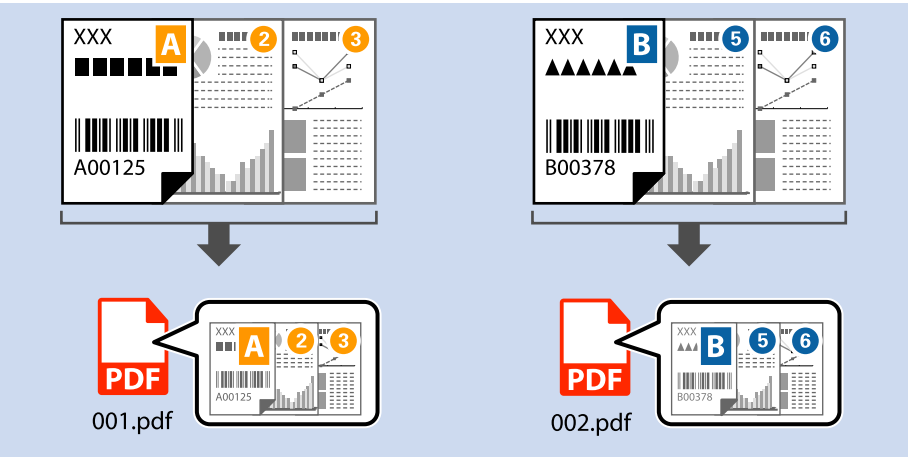 XXX A 2 3
A00125
XXX B 5 6
B00378
PDF
001.pdf
XXX A 2 3
A00125
PDF
002.pdf
XXX B 5 6
B00378